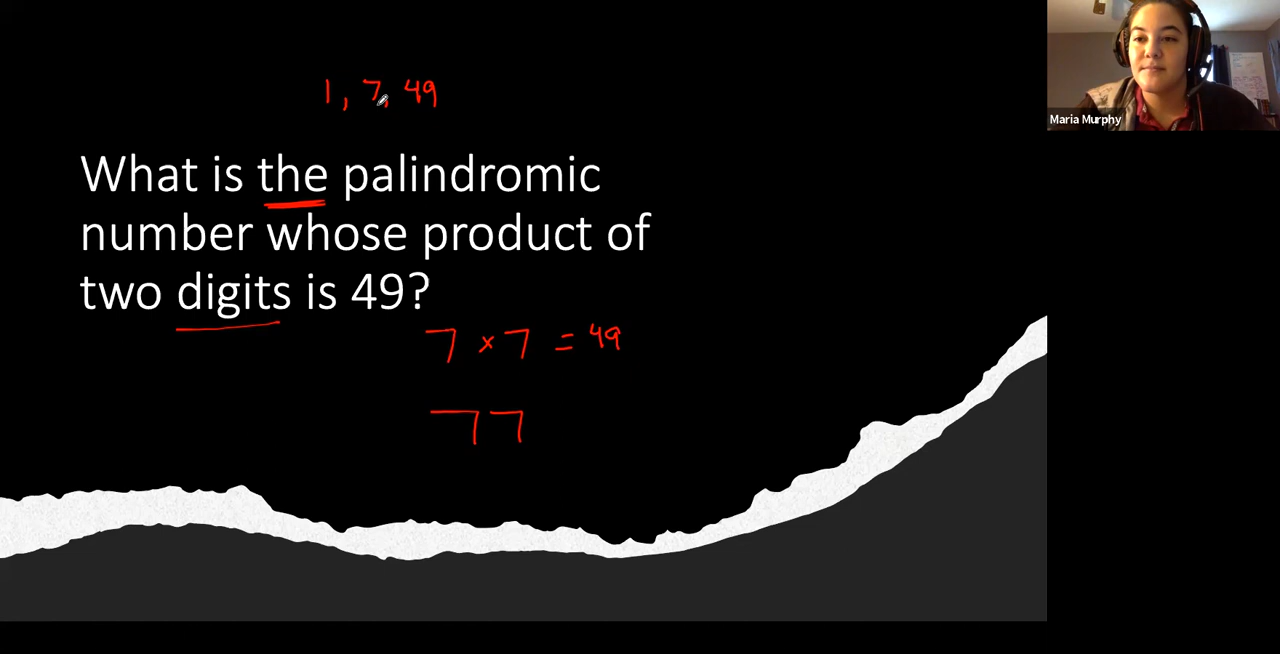 1, 7, 49
What is the palindromic
number whose product of
two digits is 49?
7 × 7 = 49
77
Maria Murphy